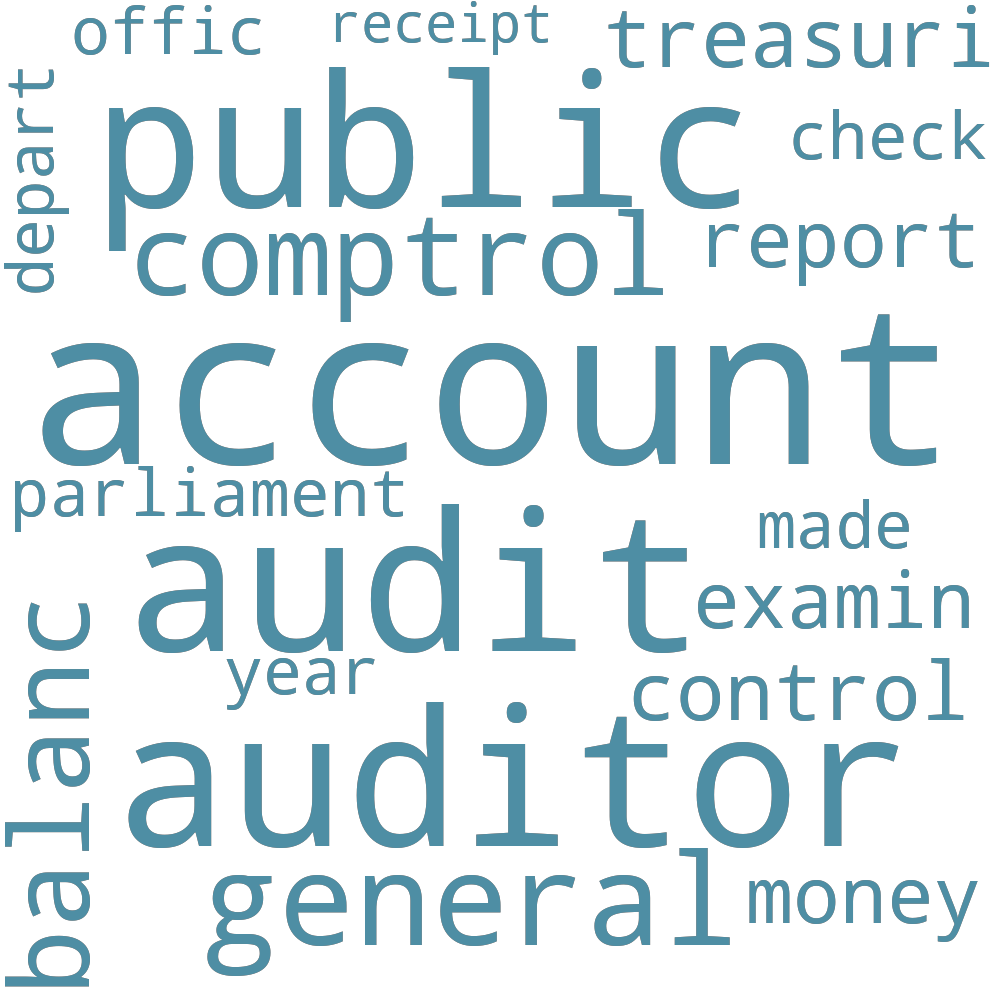 offic
receipt
treasuri
depart
public
check
comptrol
report
account
parliament
audit
made
examin
balanc
year
control
auditor
general
money